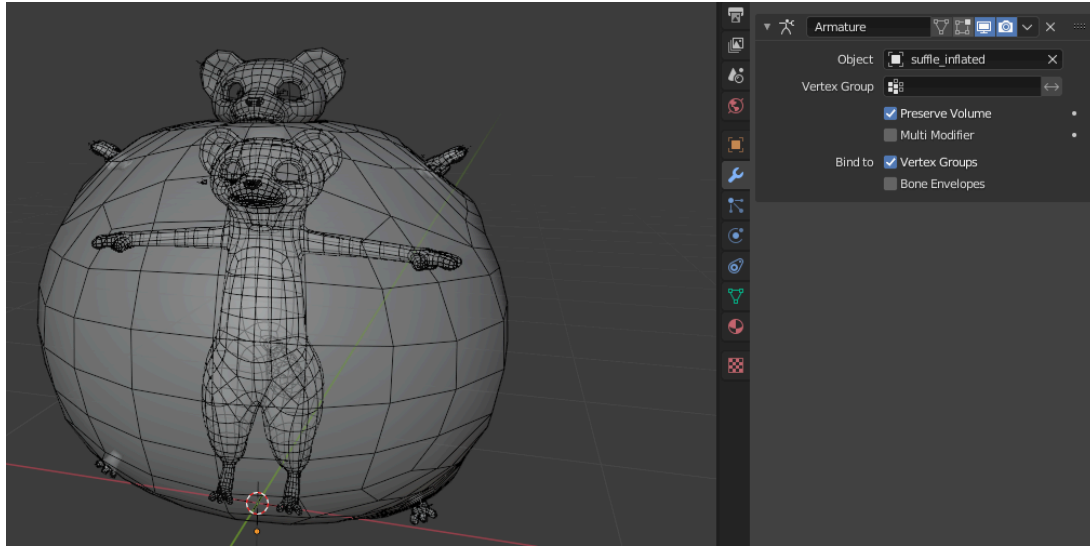 Armature
Object suffle_inflated
Vertex Group
Preserve Volume
Multi Modifier
Bind to Vertex Groups
Bone Envelopes